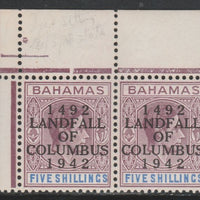 BAHAMAS BAHAMAS
1492 1492
LANDFALL LANDFALL
OF OF
COLUMBUS COLUMBUS
1942 1942
FIVE SHILLINGS FIVE SHILLINGS